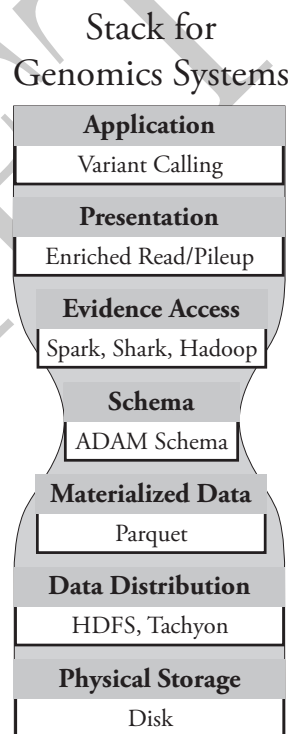 Stack for
Genomics Systems
Application
Variant Calling
Presentation
Enriched Read/Pileup
Evidence Access
Spark, Shark, Hadoop
Schema
ADAM Schema
Materialized Data
Parquet
Data Distribution
HDFS, Tachyon
Physical Storage
Disk